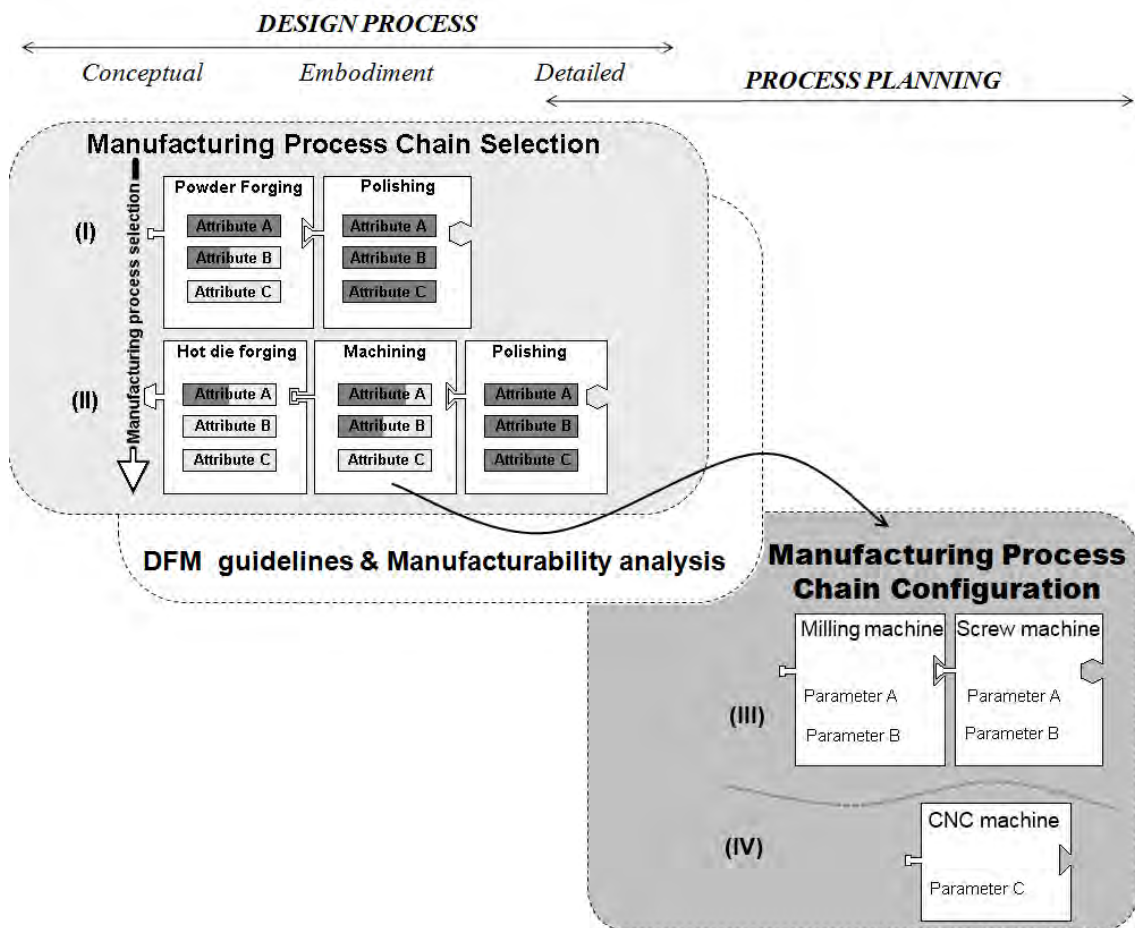 DESIGN PROCESS
Conceptual Embodiment Detailed
PROCESS PLANNING
Manufacturing Process Chain Selection
Manufacturing process selection
(I)
Powder Forging
Attribute A
Attribute B
Attribute C
Polishing
Attribute A
Attribute B
Attribute C
(II)
Hot die forging
Attribute A
Attribute B
Attribute C
Machining
Attribute A
Attribute B
Attribute C
Polishing
Attribute A
Attribute B
Attribute C
DFM guidelines & Manufacturability analysis
Manufacturing Process
Chain Configuration
(III)
Milling machine
Parameter A
Parameter B
Screw machine
Parameter A
Parameter B
(IV)
CNC machine
Parameter C